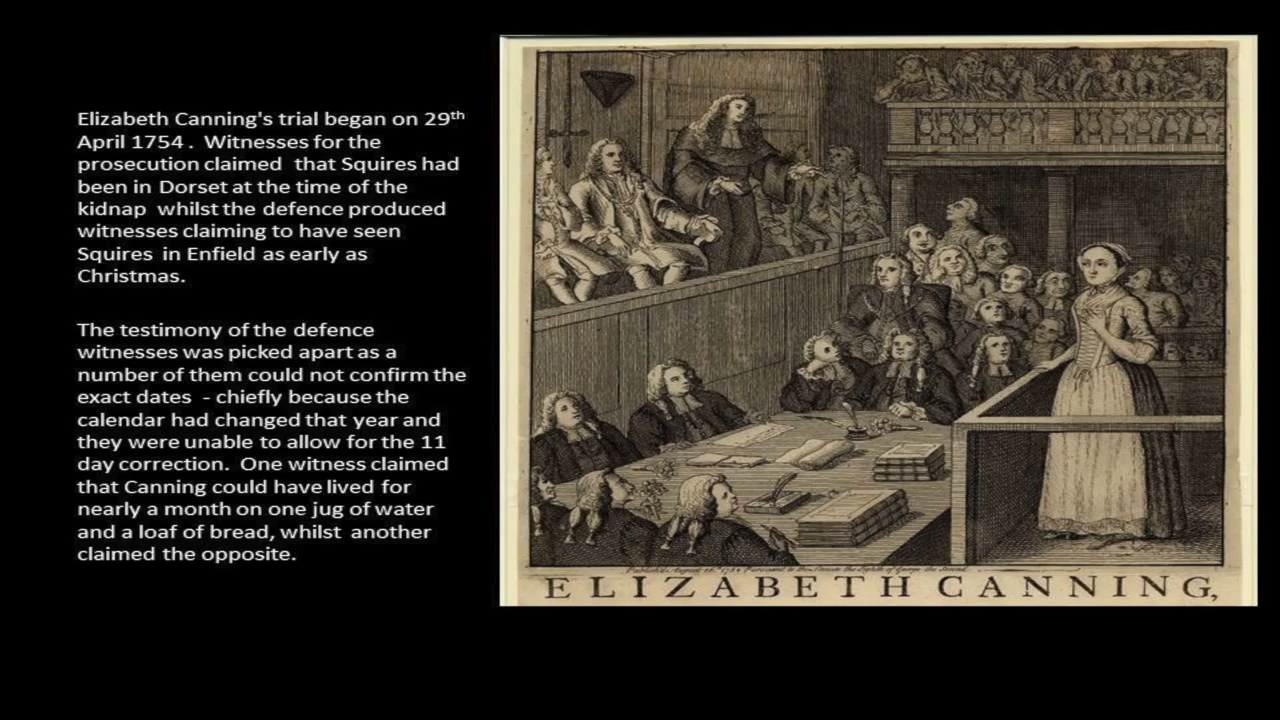 Elizabeth Canning's trial began on 29th
April 1754 . Witnesses for the
prosecution claimed that Squires had
been in Dorset at the time of the
kidnap whilst the defence produced
witnesses claiming to have seen
Squires in Enfield as early as
Christmas.
The testimony of the defence
witnesses was picked apart as a
number of them could not confirm the
exact dates - chiefly because the
calendar had changed that year and
they were unable to allow for the 11
day correction. One witness claimed
that Canning could have lived for
nearly a month on one jug of water
and a loaf of bread, whilst another
claimed the opposite.
George the Second
ELIZABETH CANNING,